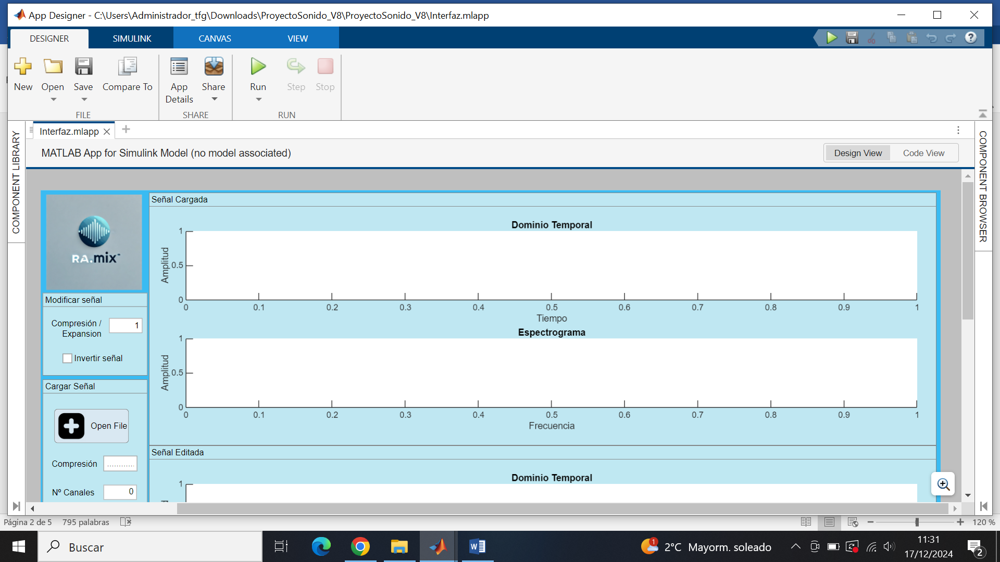 App Designer - C:\Users\Administrador_tfg\Downloads\ProyectoSonido_V8\ProyectoSonido_V8\Interfaz.mlapp
DESIGNER SIMULINK CANVAS VIEW
New Open Save Compare To App Details Share Run Step Stop
FILE SHARE RUN
Interfaz.mlapp
MATLAB App for Simulink Model (no model associated)
Design View Code View
COMPONENT LIBRARY
COMPONENT BROWSER
RA.mix
Modificar señal
Compresión /
Expansion
1
Invertir señal
Cargar Señal
Open File
Compresión ............
Nº Canales 0
Señal Cargada
Dominio Temporal
1
Amplitud
0.5
0
0 0.1 0.2 0.3 0.4 0.5 0.6 0.7 0.8 0.9 1
Tiempo
Espectrograma
1
Amplitud
0.5
0
0 0.1 0.2 0.3 0.4 0.5 0.6 0.7 0.8 0.9 1
Frecuencia
Señal Editada
Dominio Temporal
1
Página 2 de 5 795 palabras
120 %
Buscar
1
2°C Mayorm. soleado
11:31
17/12/2024
2